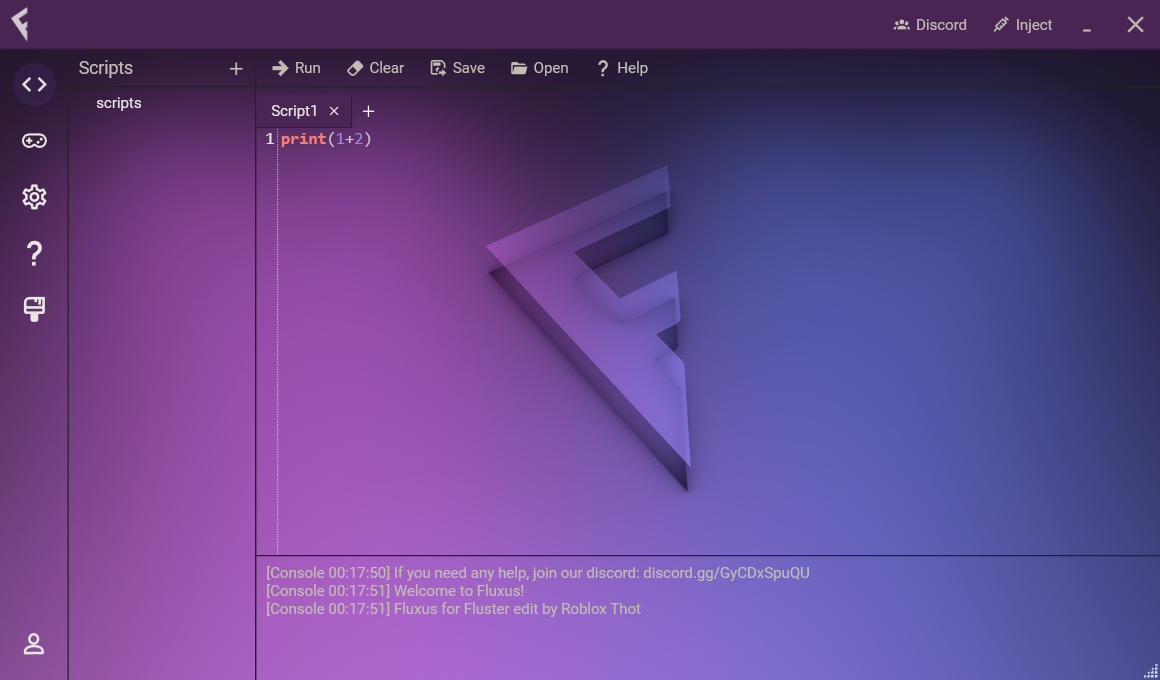 Discord Inject
Scripts
scripts
Run Clear Save Open Help
Script1
1 print(1+2)
[Console 00:17:50] If you need any help, join our discord: discord.gg/GyCDxSpuQU
[Console 00:17:51] Welcome to Fluxus!
[Console 00:17:51] Fluxus for Fluster edit by Roblox Thot